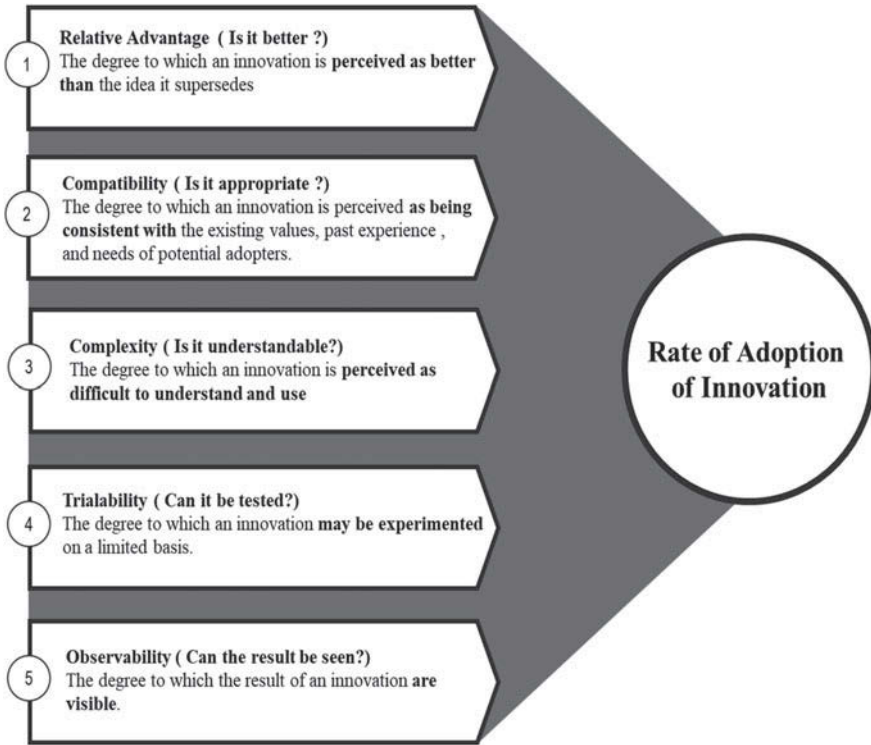 1
Relative Advantage ( Is it better ?)
The degree to which an innovation is perceived as better
than the idea it supersedes
2
Compatibility ( Is it appropriate ?)
The degree to which an innovation is perceived as being
consistent with the existing values, past experience ,
and needs of potential adopters.
3
Complexity ( Is it understandable?)
The degree to which an innovation is perceived as
difficult to understand and use
4
Trialability ( Can it be tested?)
The degree to which an innovation may be experimented
on a limited basis.
5
Observability ( Can the result be seen?)
The degree to which the result of an innovation are
visible.
Rate of Adoption
of Innovation